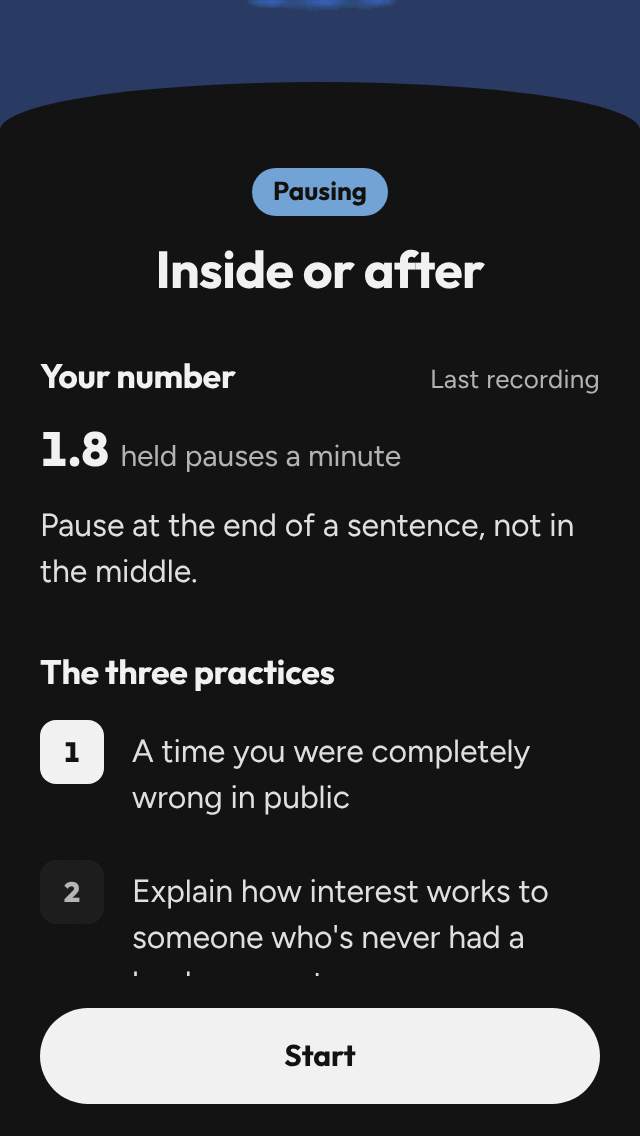 Pausing
Inside or after
Your number
Last recording
1.8 held pauses a minute
Pause at the end of a sentence, not in
the middle.
The three practices
1
A time you were completely
wrong in public
2
Explain how interest works to
someone who's never had a
Start